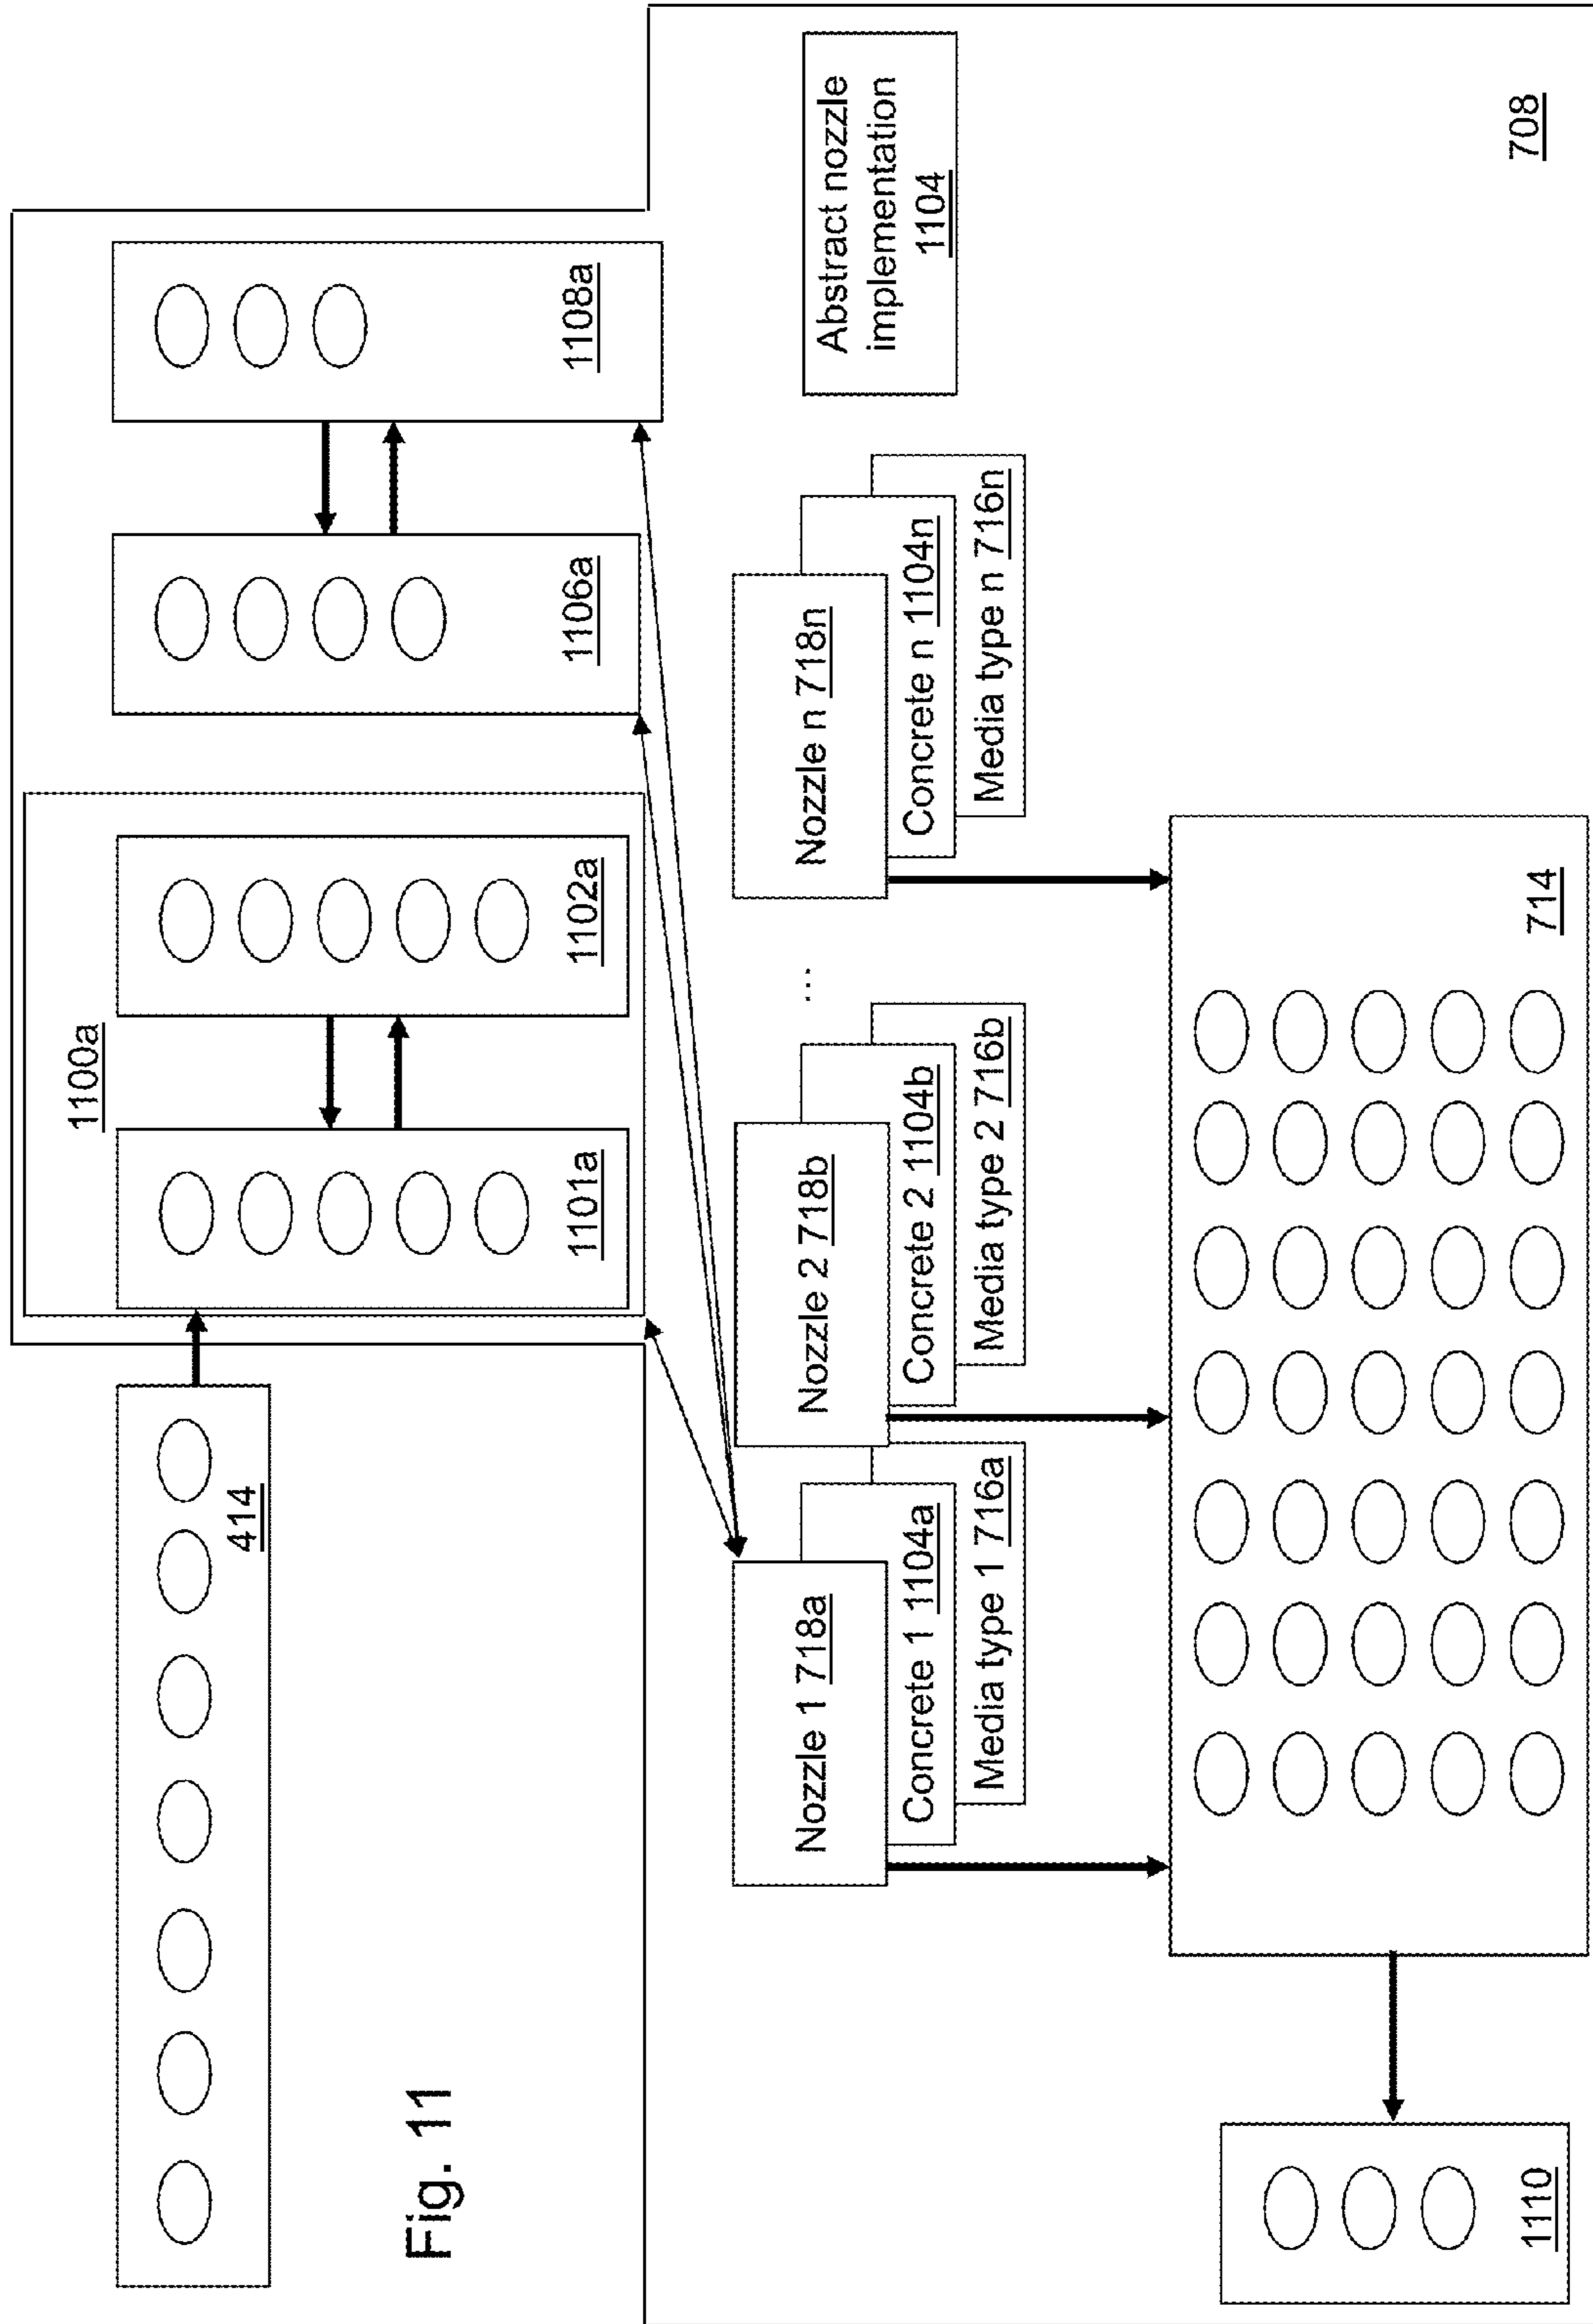 1100a
414
1101a
1102a
1106a
1108a
Fig. 11
Nozzle 1 718a
Concrete 1 1104a
Media type 1 716a
Nozzle 2 718b
Concrete 2 1104b
Media type 2 716b
...
Nozzle n 718n
Concrete n 1104n
Media type n 716n
Abstract nozzle
implementation
1104
714
1110
708